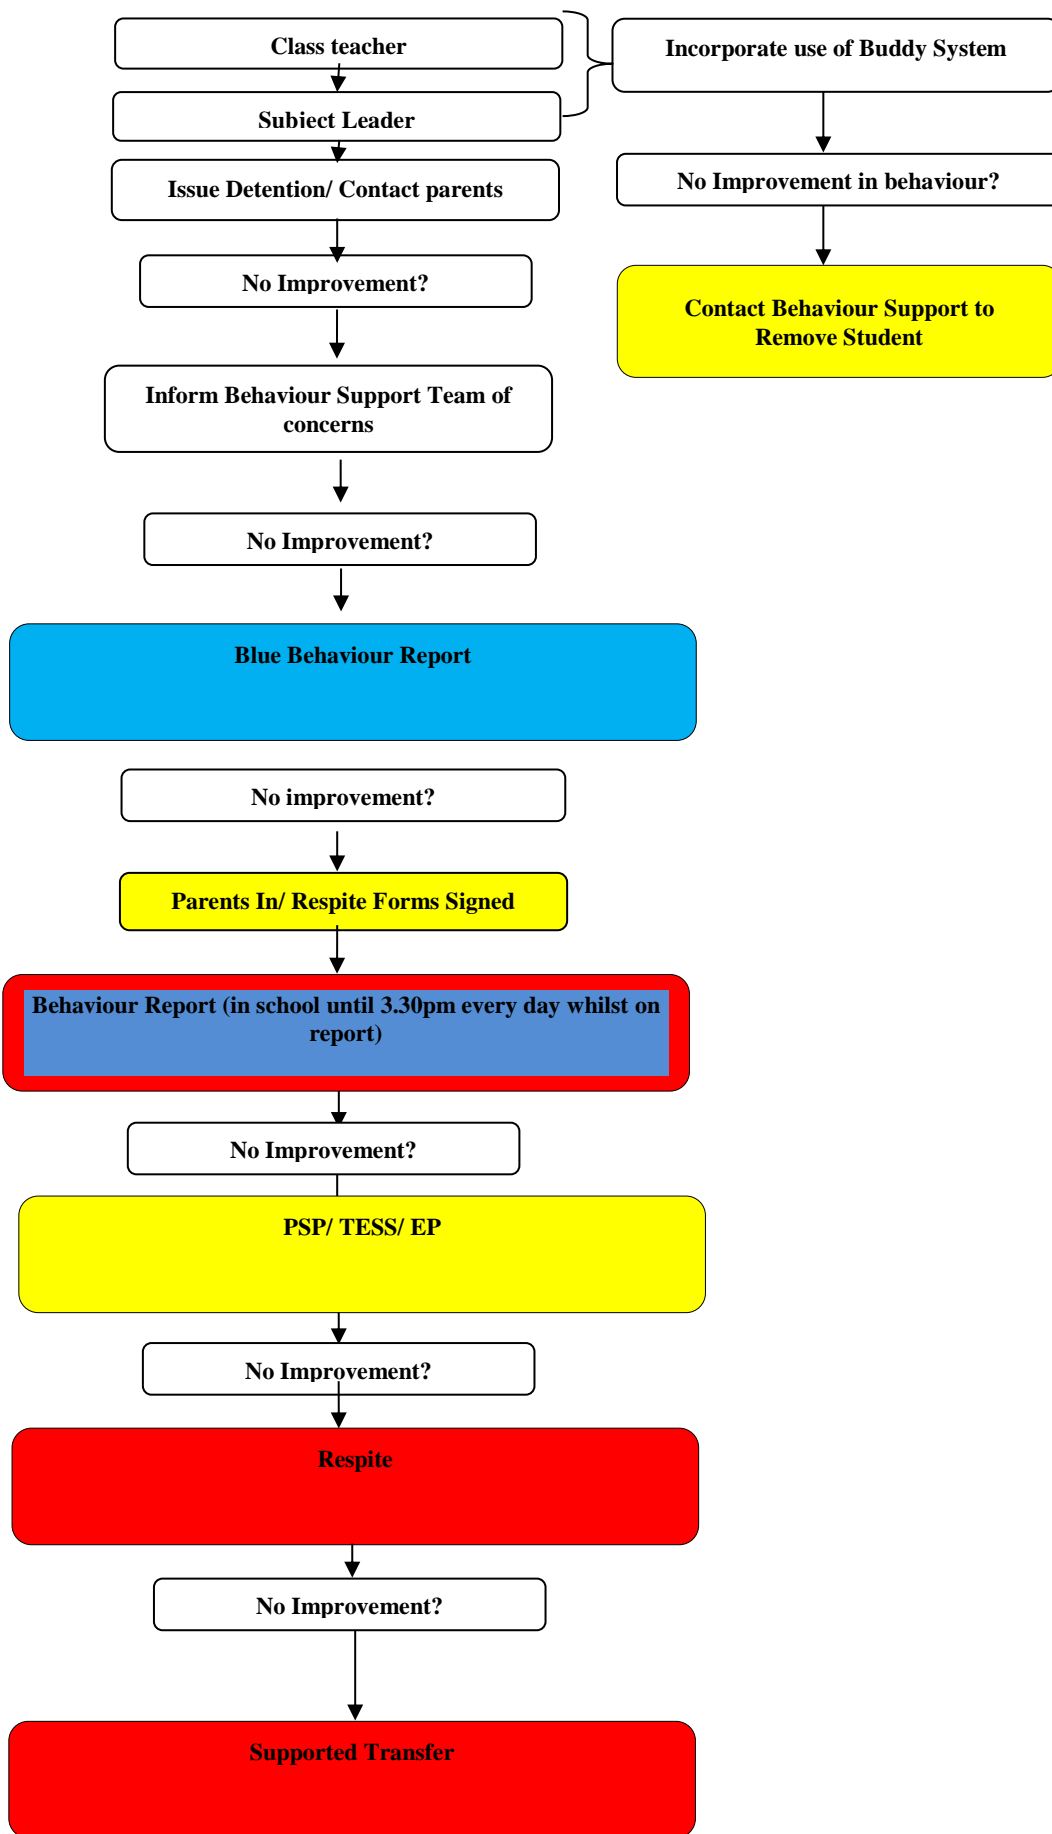 Class teacher
Incorporate use of Buddy System
Subject Leader
Issue Detention/ Contact parents
No Improvement in behaviour?
No Improvement?
Contact Behaviour Support to
Remove Student
Inform Behaviour Support Team of
concerns
No Improvement?
Blue Behaviour Report
No improvement?
Parents In/ Respite Forms Signed
Behaviour Report (in school until 3.30pm every day whilst on
report)
No Improvement?
PSP/ TESS/ EP
No Improvement?
Respite
No Improvement?
Supported Transfer